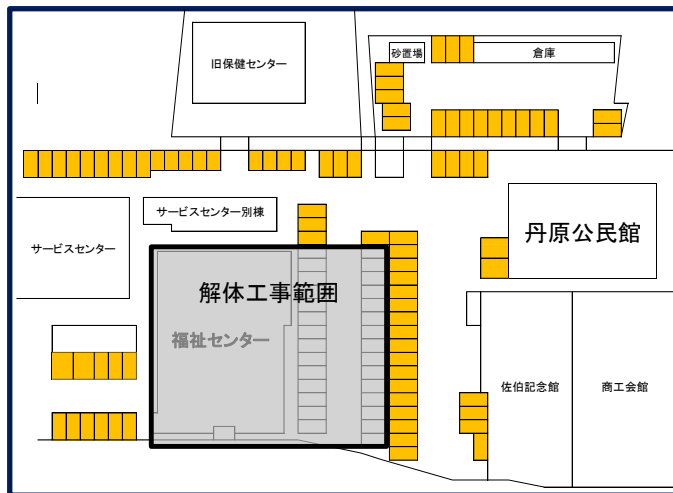 旧保健センター
砂置場
倉庫
サービスセンター別棟
サービスセンター
丹原公民館
解体工事範囲
福祉センター
佐伯記念館
商工会館